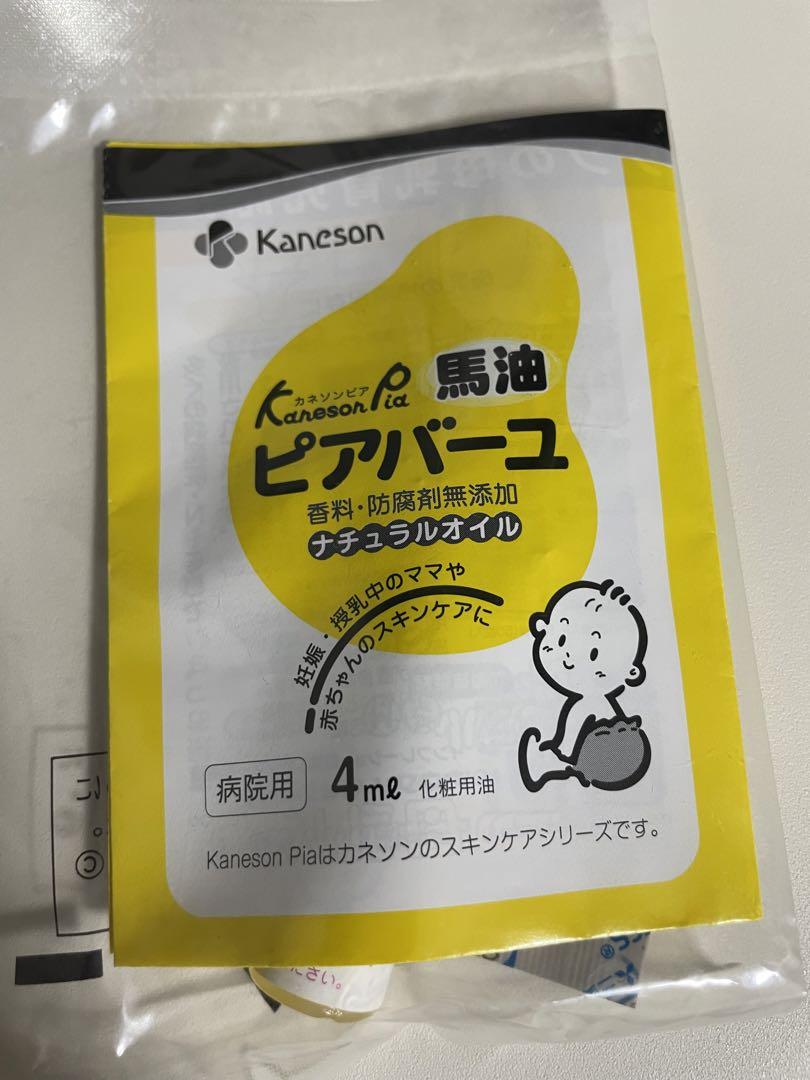 Kaneson
カネソンピア
Kaneson Pia
馬油
ピアバーユ
香料・防腐剤無添加
ナチュラルオイル
妊娠・授乳中のママや
赤ちゃんのスキンケアに
病院用 4ml 化粧用油
Kaneson Piaはカネソンのスキンケアシリーズです。
さい。